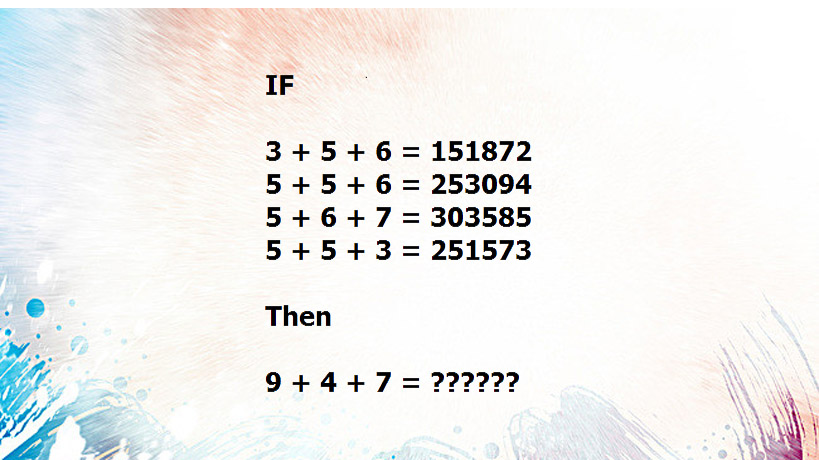 IF
3 + 5 + 6 = 151872
5 + 5 + 6 = 253094
5 + 6 + 7 = 303585
5 + 5 + 3 = 251573
Then
9 + 4 + 7 = ??????